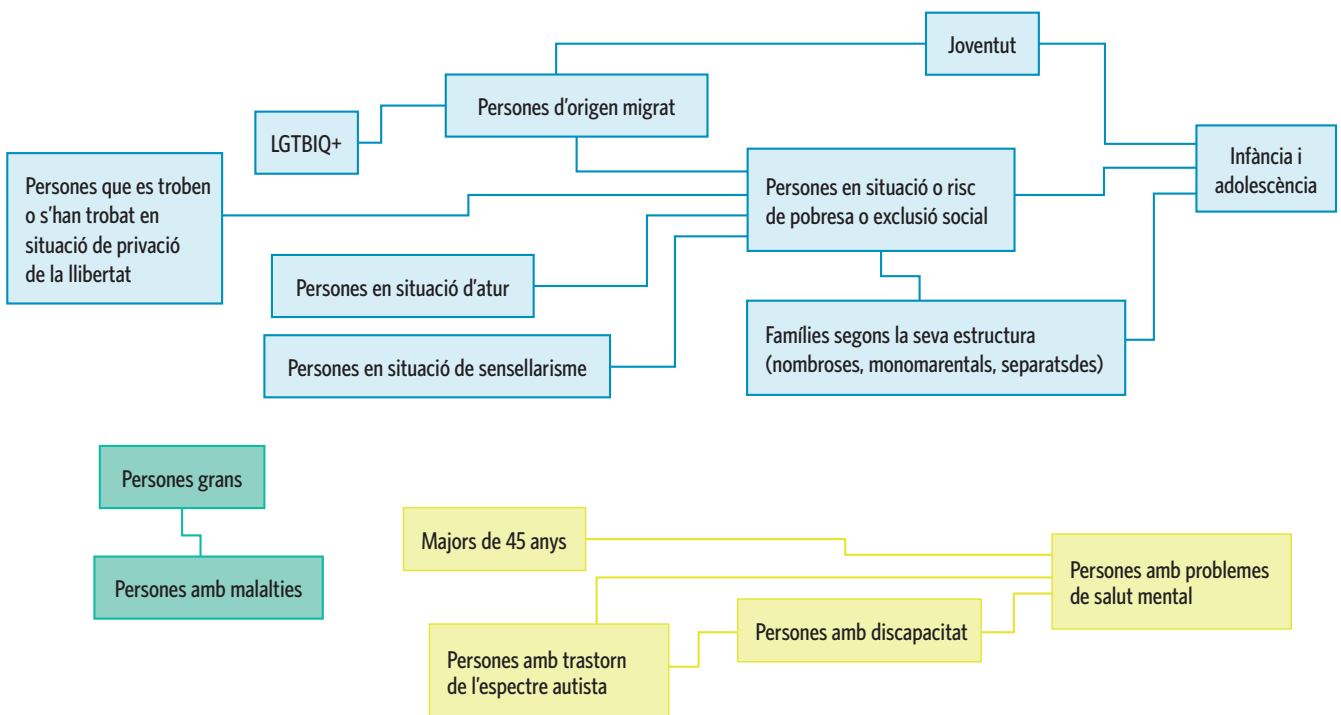 Joventut
Persones d'origen migrat
LGTBIQ+
Infància i
adolescència
Persones que es troben
o s'han trobat en
situació de privació
de la llibertat
Persones en situació o risc
de pobresa o exclusió social
Persones en situació d'atur
Famílies segons la seva estructura
(nombroses, monomarentals, separatsdes)
Persones en situació de sensellarisme
Persones grans
Persones amb malalties
Majors de 45 anys
Persones amb problemes
de salut mental
Persones amb discapacitat
Persones amb trastorn
de l'espectre autista